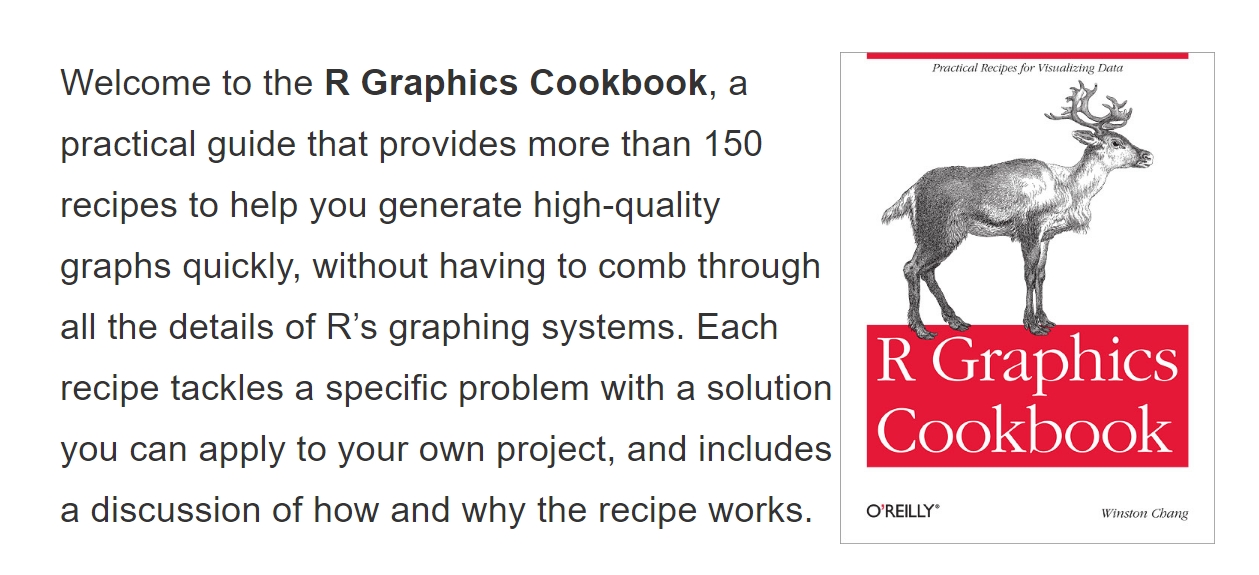 Welcome to the R Graphics Cookbook, a
practical guide that provides more than 150
recipes to help you generate high-quality
graphs quickly, without having to comb through
all the details of R’s graphing systems. Each
recipe tackles a specific problem with a solution
you can apply to your own project, and includes
a discussion of how and why the recipe works.
Practical Recipes for Visualizing Data
R Graphics
Cookbook
O'REILLY®
Winston Chang